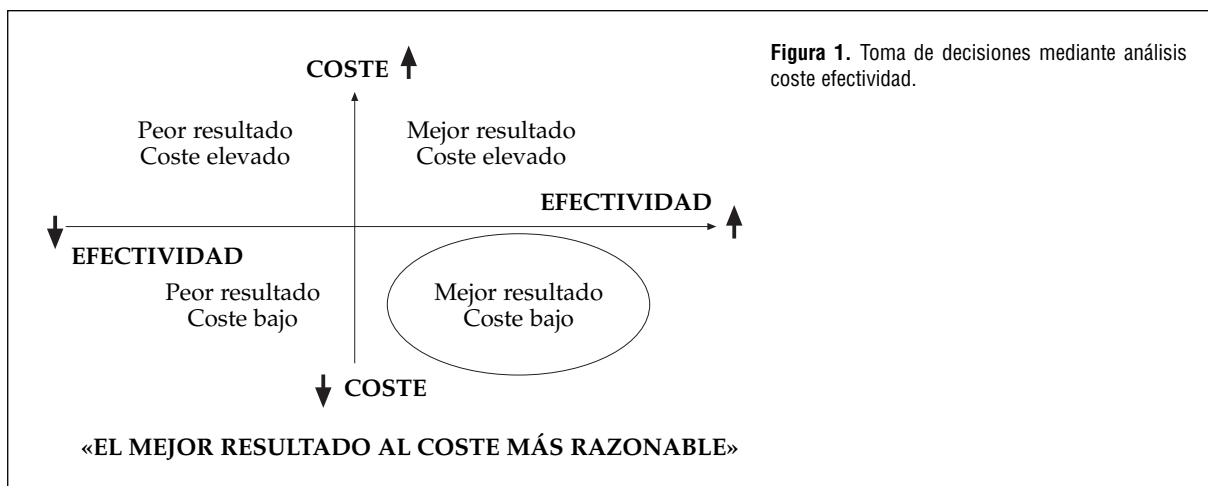 Figura 1. Toma de decisiones mediante análisis
coste efectividad.
COSTE
Peor resultado
Coste elevado
Mejor resultado
Coste elevado
EFECTIVIDAD
EFECTIVIDAD
Peor resultado
Coste bajo
Mejor resultado
Coste bajo
COSTE
«EL MEJOR RESULTADO AL COSTE MÁS RAZONABLE»